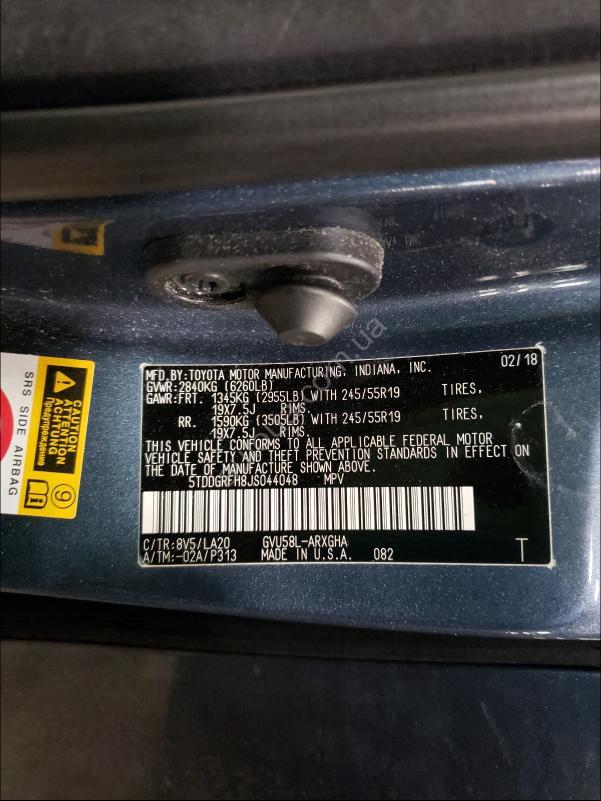 MFD.BY:TOYOTA MOTOR MANUFACTURING, INDIANA, INC. 02/18
GVWR:2840KG (6260LB)
GAWR:FRT. 1345KG (2955LB) WITH 245/55R19 TIRES,
19X7.5J RIMS.
RR. 1590KG (3505LB) WITH 245/55R19 TIRES,
19X7.5J RIMS.
THIS VEHICLE CONFORMS TO ALL APPLICABLE FEDERAL MOTOR
VEHICLE SAFETY AND THEFT PREVENTION STANDARDS IN EFFECT ON
THE DATE OF MANUFACTURE SHOWN ABOVE.
5TDDGRFH8JS044048 MPV
C/TR:8V5/LA20 GVU58L-ARXGHA
A/TM:-02A/P313 MADE IN U.S.A. 082 T
SRS SIDE AIRBAG
CAUTION
ATTENTION
ACHTUNG
Предупреждение
9